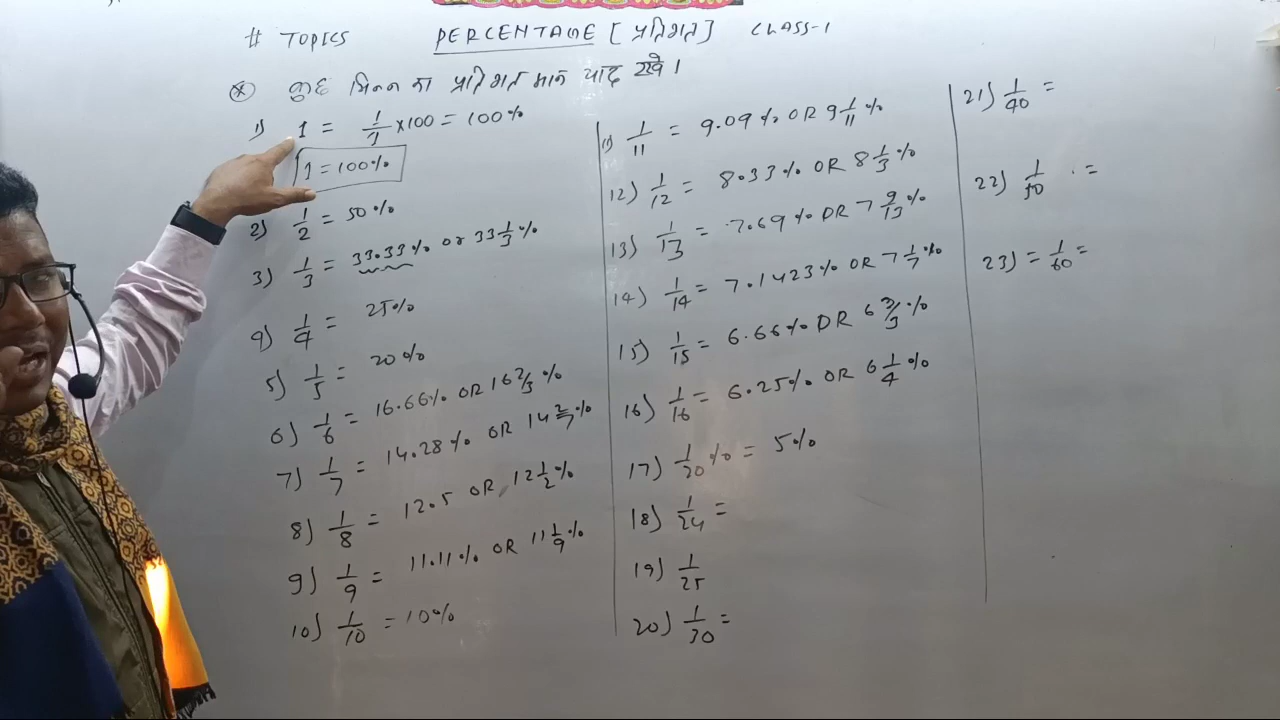 # TOPICS PERCENTAGE [प्रतिशत] CLASS-1
* कुछ भिन्न का प्रतिशत मान याद रखें।
1) 1 = 1/1 × 100 = 100%
1 = 100%
2) 1/2 = 50%
3) 1/3 = 33.33% or 33 1/3 %
4) 1/4 = 25%
5) 1/5 = 20%
6) 1/6 = 16.66% OR 16 2/3 %
7) 1/7 = 14.28% OR 14 2/7 %
8) 1/8 = 12.5 OR 12 1/2 %
9) 1/9 = 11.11% OR 11 1/9 %
10) 1/10 = 10%
11) 1/11 = 9.09% OR 9 1/11 %
12) 1/12 = 8.33% OR 8 1/3 %
13) 1/13 = 7.69% OR 7 9/13 %
14) 1/14 = 7.1423% OR 7 1/7 %
15) 1/15 = 6.66% OR 6 2/3 %
16) 1/16 = 6.25% OR 6 1/4 %
17) 1/20 % = 5%
18) 1/24 =
19) 1/25
20) 1/30 =
21) 1/40 =
22) 1/50 =
23) = 1/60 =